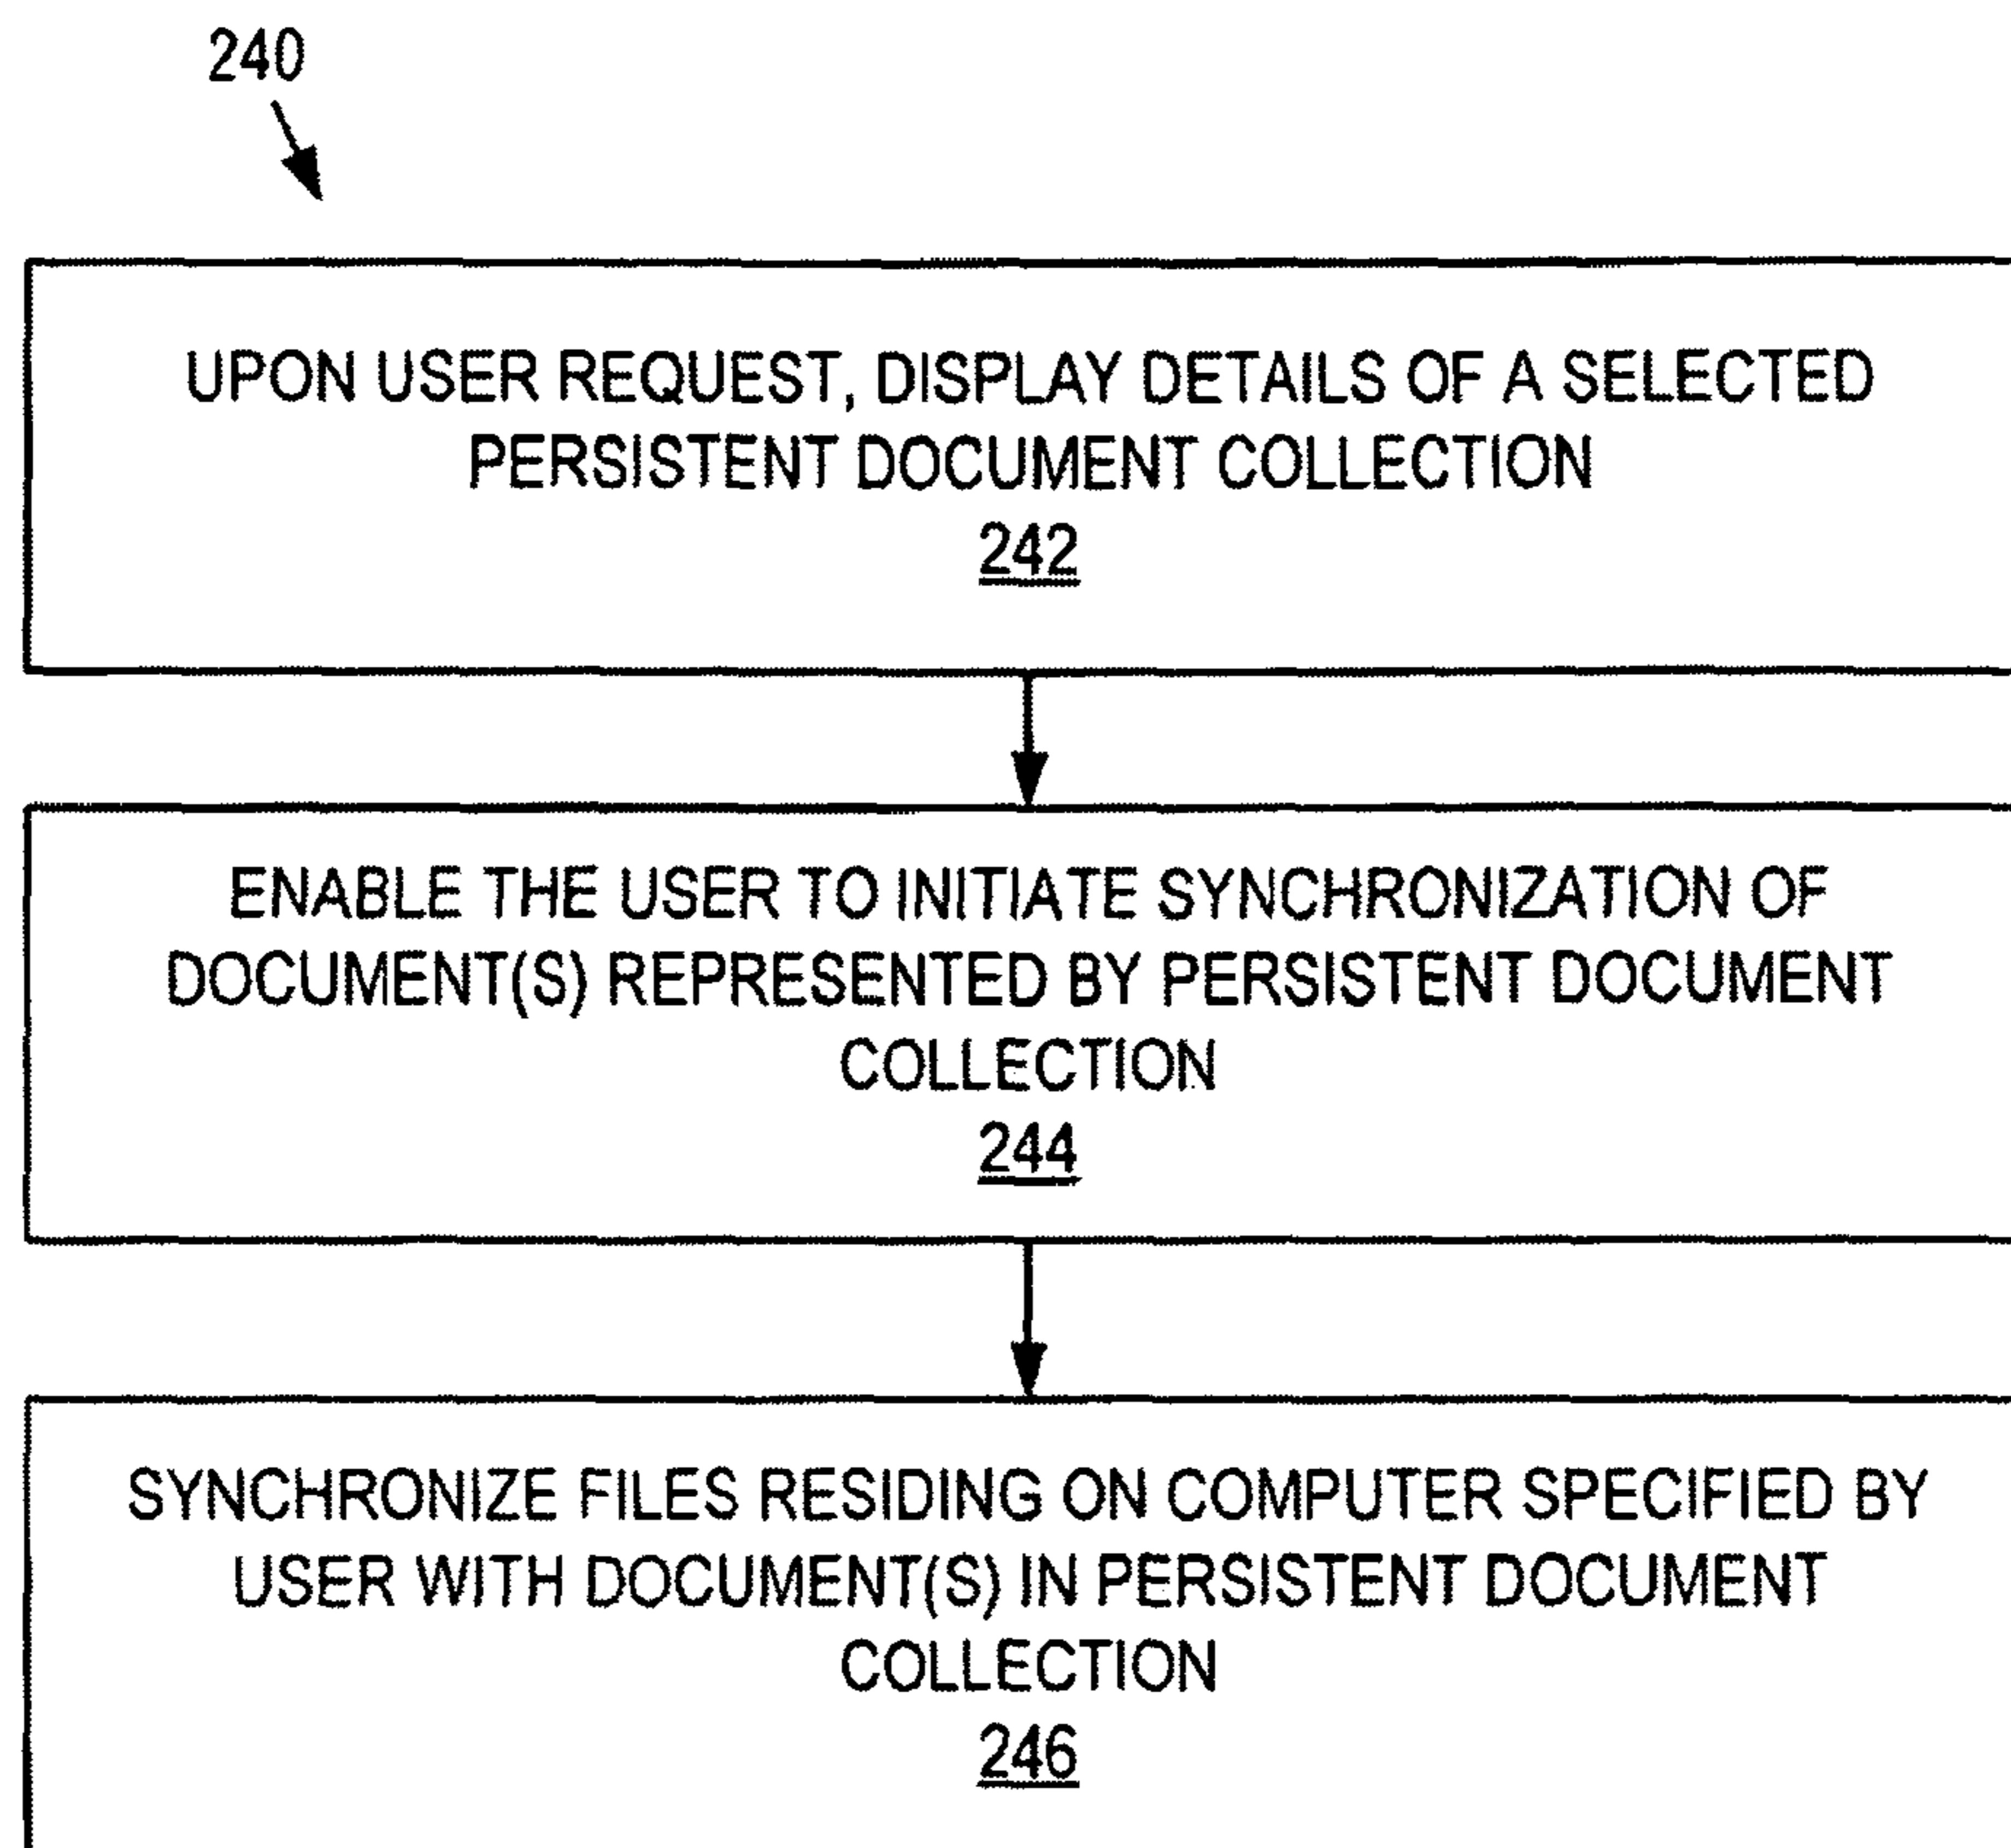 240
UPON USER REQUEST, DISPLAY DETAILS OF A SELECTED
PERSISTENT DOCUMENT COLLECTION
242
ENABLE THE USER TO INITIATE SYNCHRONIZATION OF
DOCUMENT(S) REPRESENTED BY PERSISTENT DOCUMENT
COLLECTION
244
SYNCHRONIZE FILES RESIDING ON COMPUTER SPECIFIED BY
USER WITH DOCUMENT(S) IN PERSISTENT DOCUMENT
COLLECTION
246